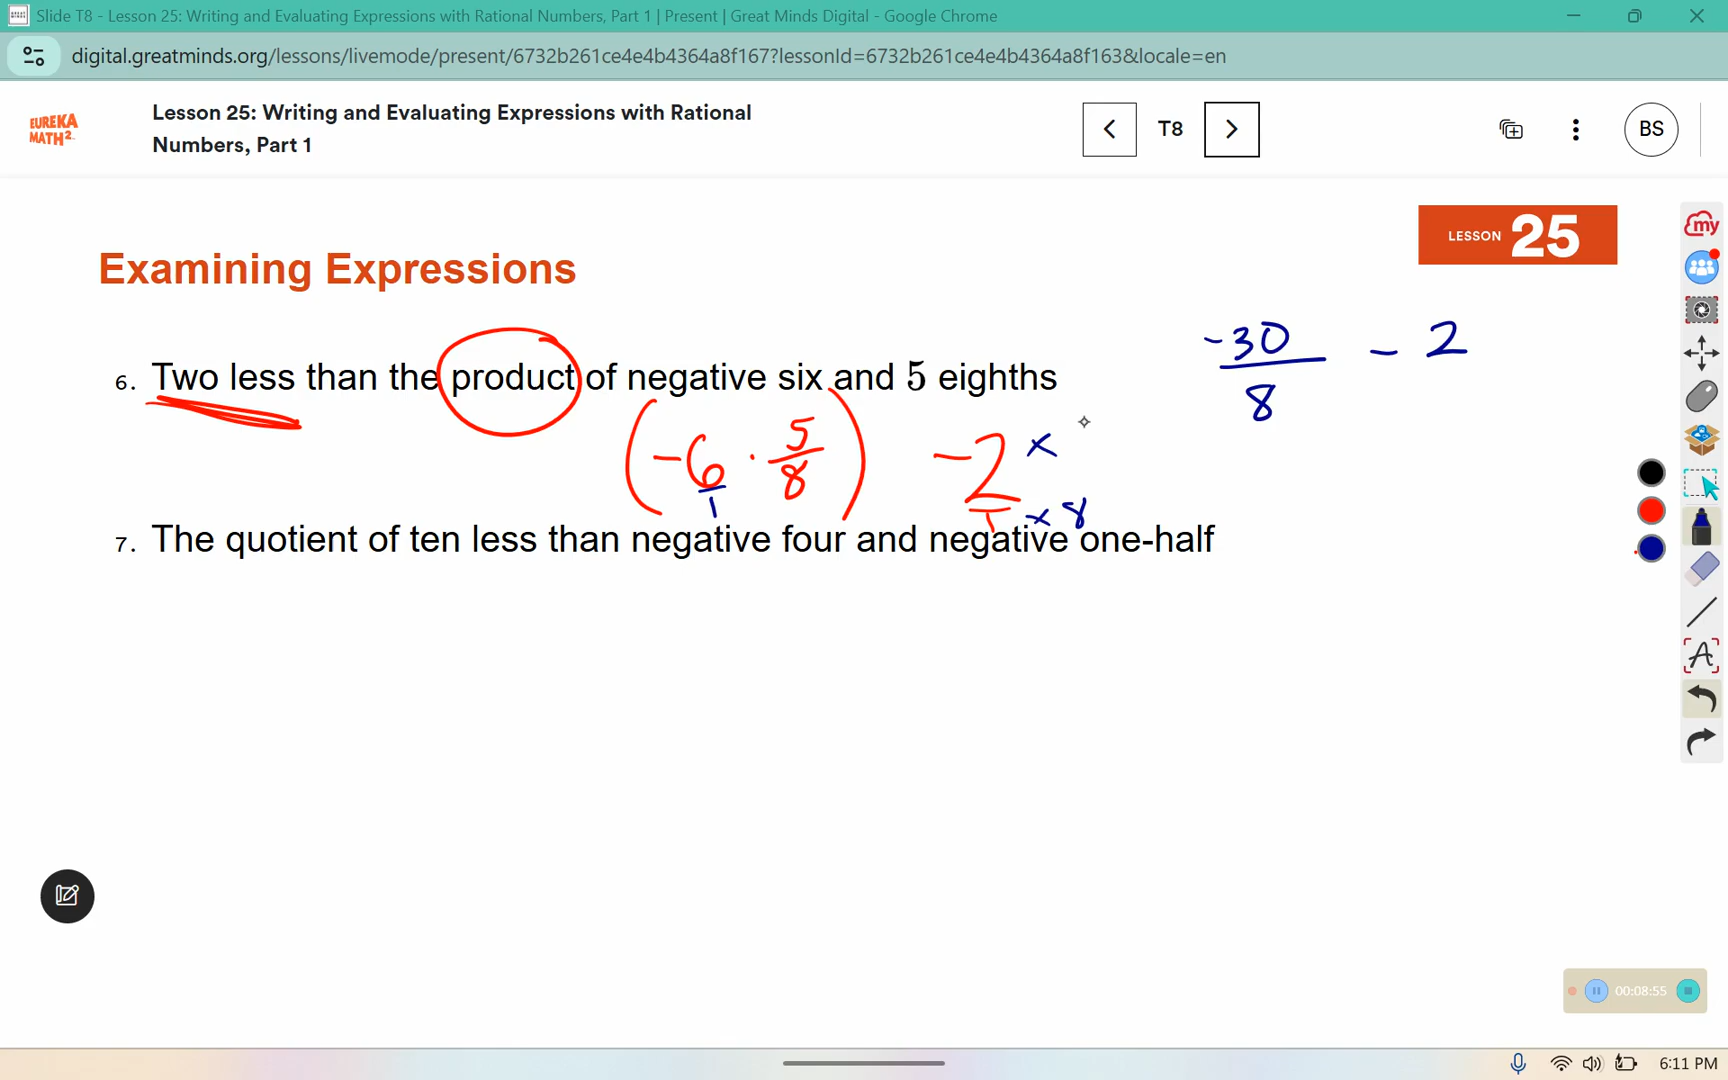 Slide T8 - Lesson 25: Writing and Evaluating Expressions with Rational Numbers, Part 1 | Present | Great Minds Digital - Google Chrome
digital.greatminds.org/lessons/livemode/present/6732b261ce4e4b4364a8f167?lessonId=6732b261ce4e4b4364a8f163&locale=en
EUREKA MATH²
Lesson 25: Writing and Evaluating Expressions with Rational
Numbers, Part 1
T8
BS
LESSON 25
my
Examining Expressions
-30/8 - 2
6. Two less than the product of negative six and 5 eighths
(-6/1 · 5/8) -2/1 ×
× 8
7. The quotient of ten less than negative four and negative one-half
A
00:08:55
6:11 PM